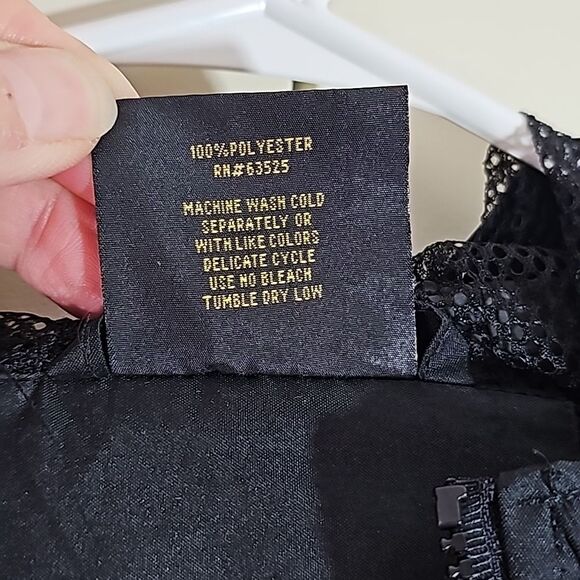 100%POLYESTER
RN#63525
MACHINE WASH COLD
SEPARATELY OR
WITH LIKE COLORS
DELICATE CYCLE
USE NO BLEACH
TUMBLE DRY LOW